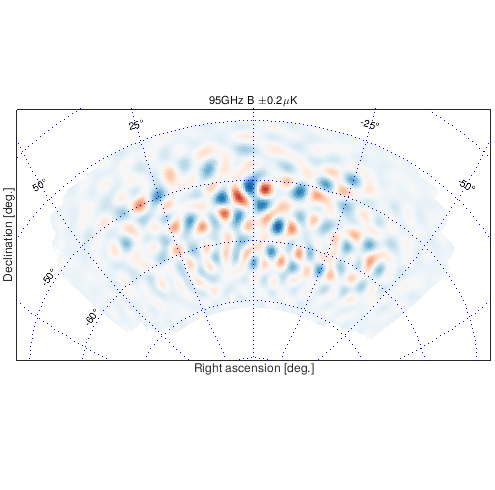 95GHz B ±0.2μK
25°
-25°
50°
-50°
-50°
-60°
Declination [deg.]
Right ascension [deg.]